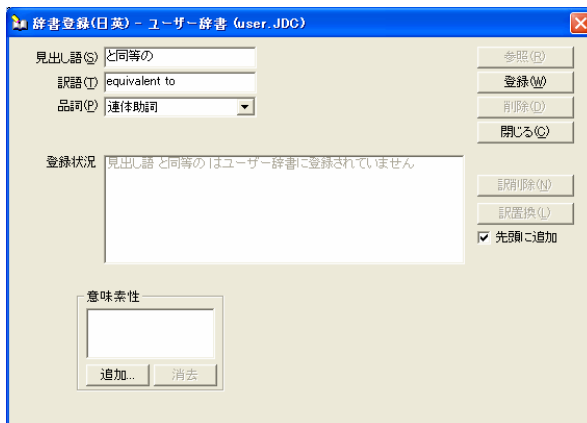 辞書登録(日英) - ユーザー辞書 (user.JDC)
見出し語(S) と同等の 参照(R)
訳語(T) equivalent to 登録(W)
品詞(P) 連体助詞 削除(D)
閉じる(C)
登録状況 見出し語 と同等の はユーザー辞書に登録されていません
訳削除(N)
訳置換(L)
先頭に追加
意味素性
追加... 消去